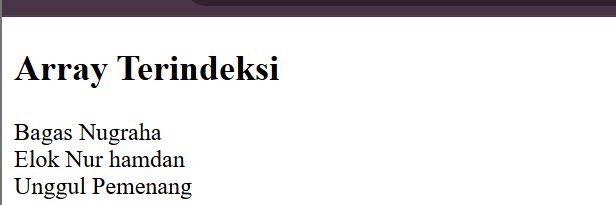 Array Terindeksi
Bagas Nugraha
Elok Nur hamdan
Unggul Pemenang